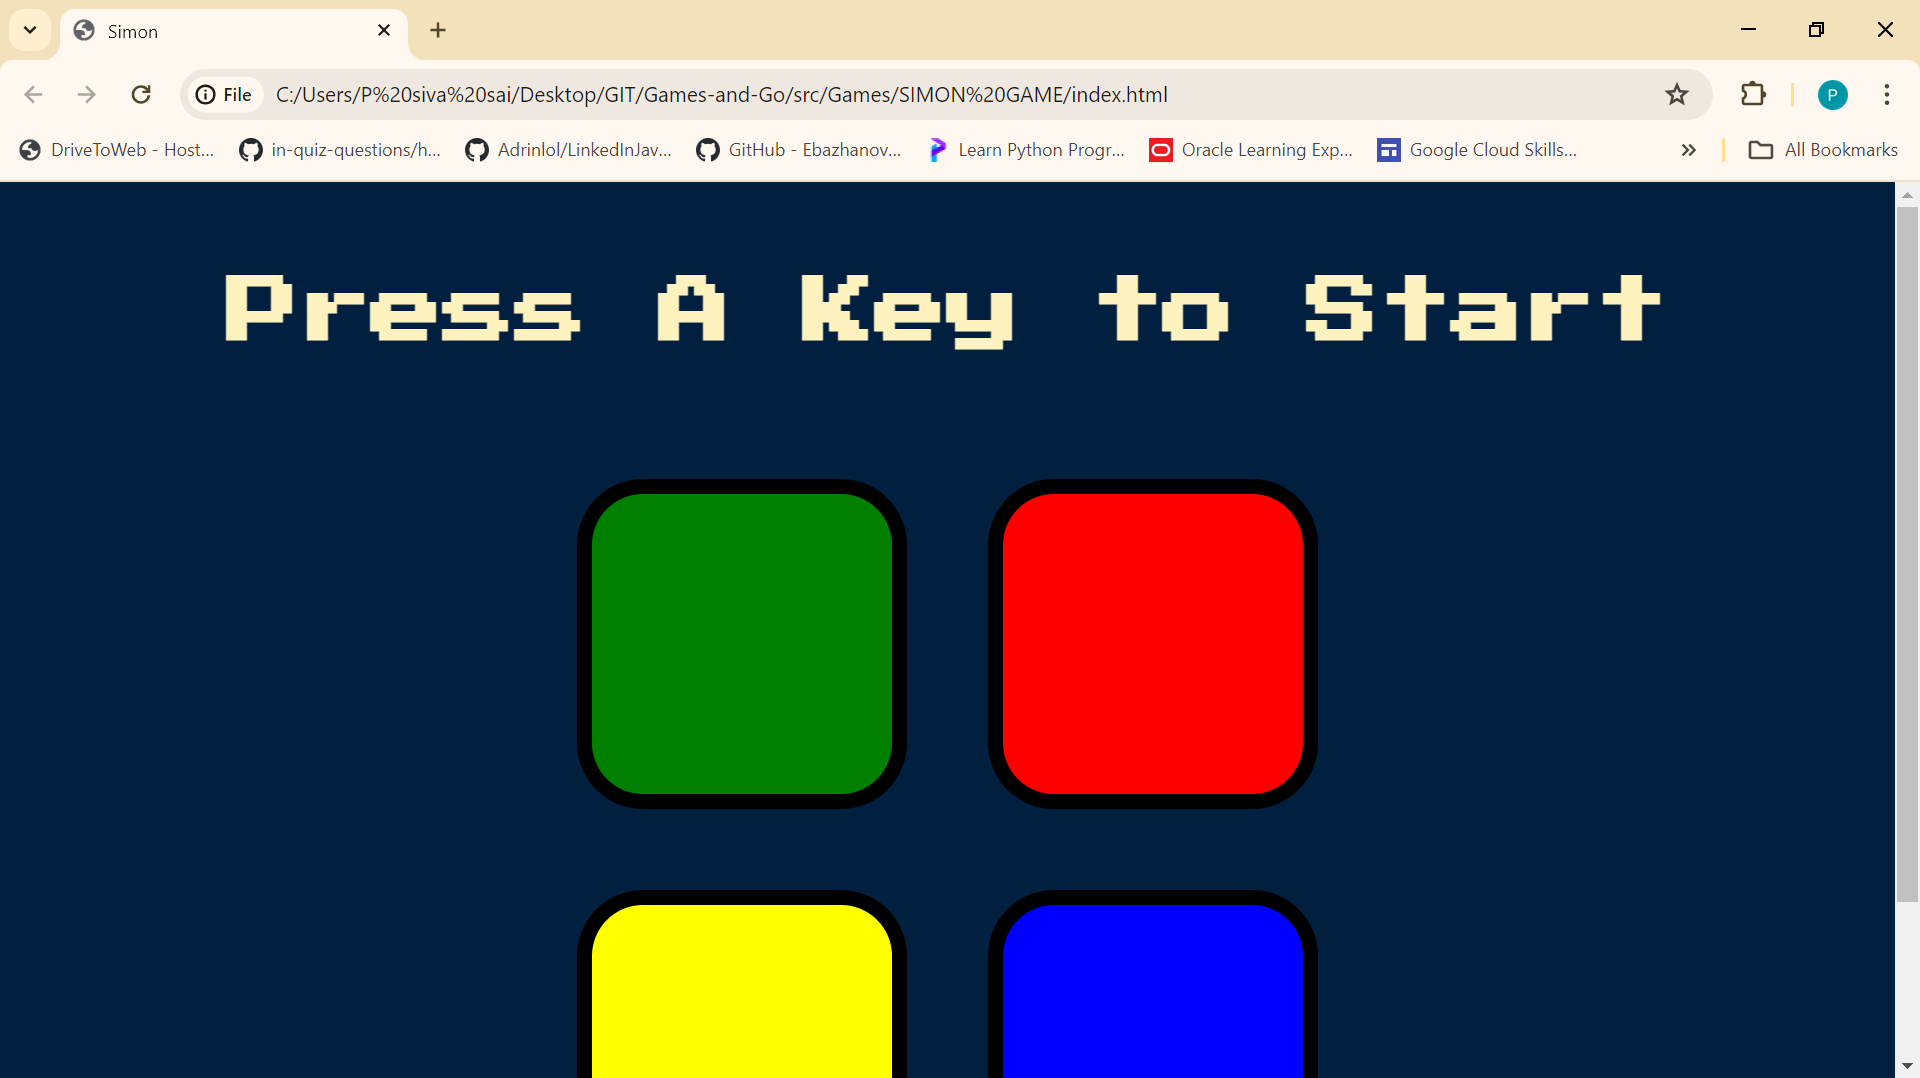 Simon
File
C:/Users/P%20siva%20sai/Desktop/GIT/Games-and-Go/src/Games/SIMON%20GAME/index.html
P
DriveToWeb - Host...
in-quiz-questions/h...
Adrinlol/LinkedInJav...
GitHub - Ebazhanov...
Learn Python Progr...
Oracle Learning Exp...
Google Cloud Skills...
All Bookmarks
Press A Key to Start